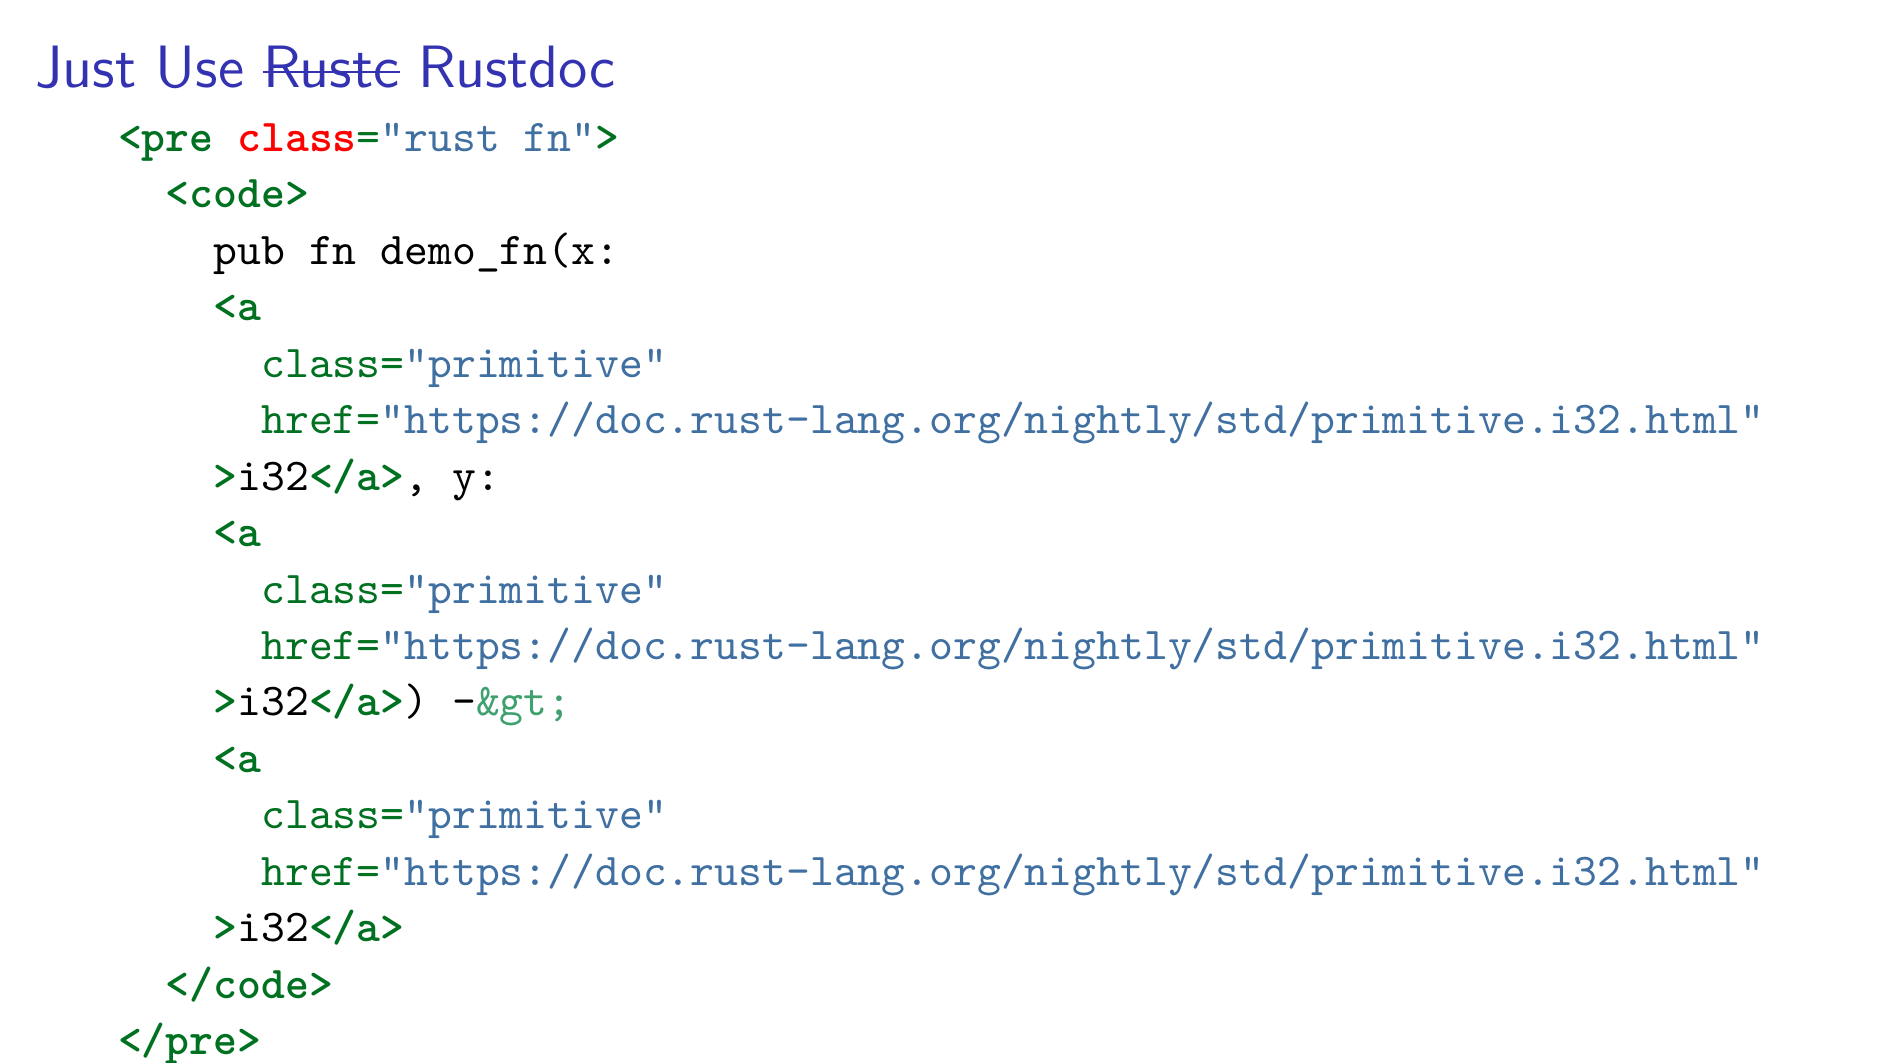 Just Use Rustc Rustdoc
<pre class="rust fn">
<code>
pub fn demo_fn(x:
<a
class="primitive"
href="https://doc.rust-lang.org/nightly/std/primitive.i32.html"
>i32</a>, y:
<a
class="primitive"
href="https://doc.rust-lang.org/nightly/std/primitive.i32.html"
>i32</a>) -&gt;
<a
class="primitive"
href="https://doc.rust-lang.org/nightly/std/primitive.i32.html"
>i32</a>
</code>
</pre>